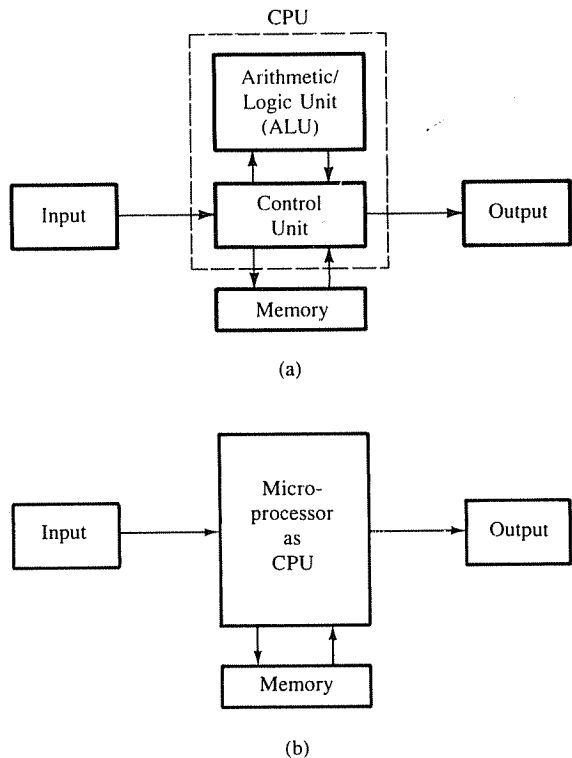 CPU
Arithmetic/
Logic Unit
(ALU)
Input
Control
Unit
Output
Memory
(a)
Micro-
processor
as
CPU
Input
Output
Memory
(b)